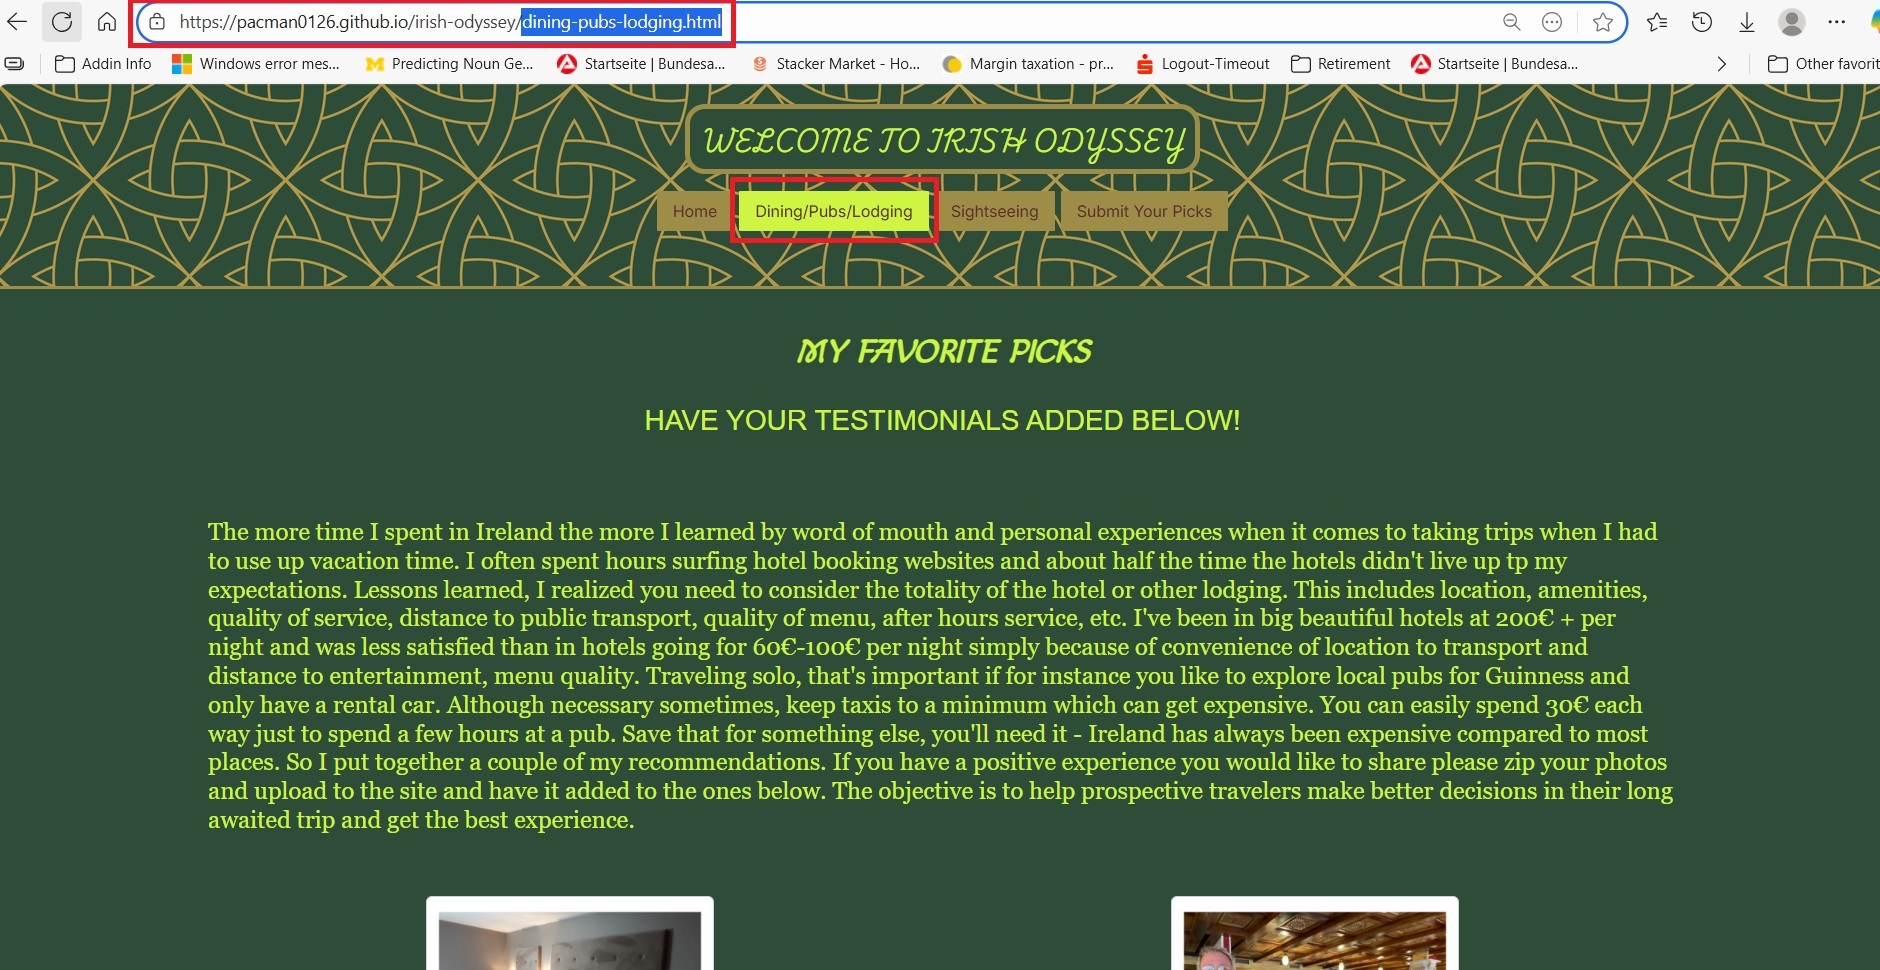 https://pacman0126.github.io/irish-odyssey/dining-pubs-lodging.html
Addin Info Windows error mes... Predicting Noun Ge... Startseite | Bundesa... Stacker Market - Ho... Margin taxation - pr... Logout-Timeout Retirement Startseite | Bundesa... Other favorit
WELCOME TO IRISH ODYSSEY
Home Dining/Pubs/Lodging Sightseeing Submit Your Picks
MY FAVORITE PICKS
HAVE YOUR TESTIMONIALS ADDED BELOW!
The more time I spent in Ireland the more I learned by word of mouth and personal experiences when it comes to taking trips when I had
to use up vacation time. I often spent hours surfing hotel booking websites and about half the time the hotels didn't live up tp my
expectations. Lessons learned, I realized you need to consider the totality of the hotel or other lodging. This includes location, amenities,
quality of service, distance to public transport, quality of menu, after hours service, etc. I've been in big beautiful hotels at 200€ + per
night and was less satisfied than in hotels going for 60€-100€ per night simply because of convenience of location to transport and
distance to entertainment, menu quality. Traveling solo, that's important if for instance you like to explore local pubs for Guinness and
only have a rental car. Although necessary sometimes, keep taxis to a minimum which can get expensive. You can easily spend 30€ each
way just to spend a few hours at a pub. Save that for something else, you'll need it - Ireland has always been expensive compared to most
places. So I put together a couple of my recommendations. If you have a positive experience you would like to share please zip your photos
and upload to the site and have it added to the ones below. The objective is to help prospective travelers make better decisions in their long
awaited trip and get the best experience.